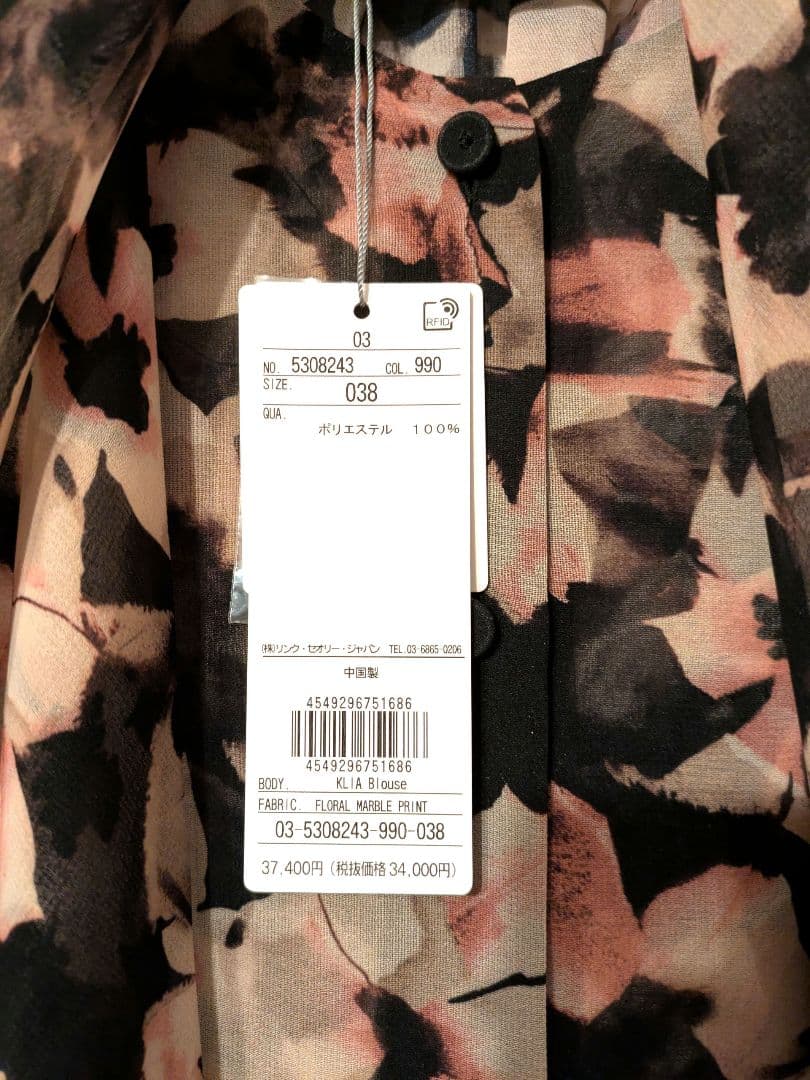 RFID
03
NO. 5308243 COL. 990
SIZE. 038
QUA.
ポリエステル 100%
(株)リンク・セオリー・ジャパン TEL.03-6865-0206
中国製
4549296751686
4549296751686
BODY. KLIA Blouse
FABRIC. FLORAL MARBLE PRINT
03-5308243-990-038
37,400円(税抜価格34,000円)